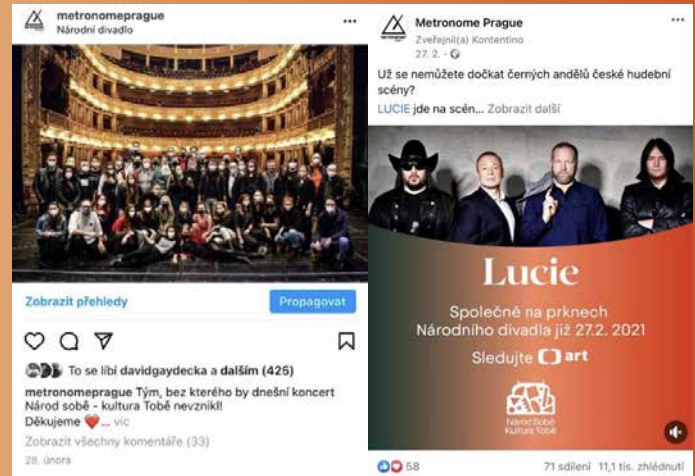 metronomeprague
Národní divadlo
Zobrazit přehledy
Propagovat
To se líbí davidgaydecka a dalším (425)
metronomeprague Tým, bez kterého by dnešní koncert
Národ sobě - kultura Tobě nevznikl!
Děkujeme ❤️... víc
Zobrazit všechny komentáře (33)
28. února
Metronome Prague
Zveřejnil(a) Kontentino
27. 2. ·
Už se nemůžete dočkat černých andělů české hudební
scény?
LUCIE jde na scén... Zobrazit další
Lucie
Společně na prknech
Národního divadla již 27.2. 2021
Sledujte art
Národ Sobě
Kultura Tobě
58
71 sdílení 11,1 tis. zhlédnutí